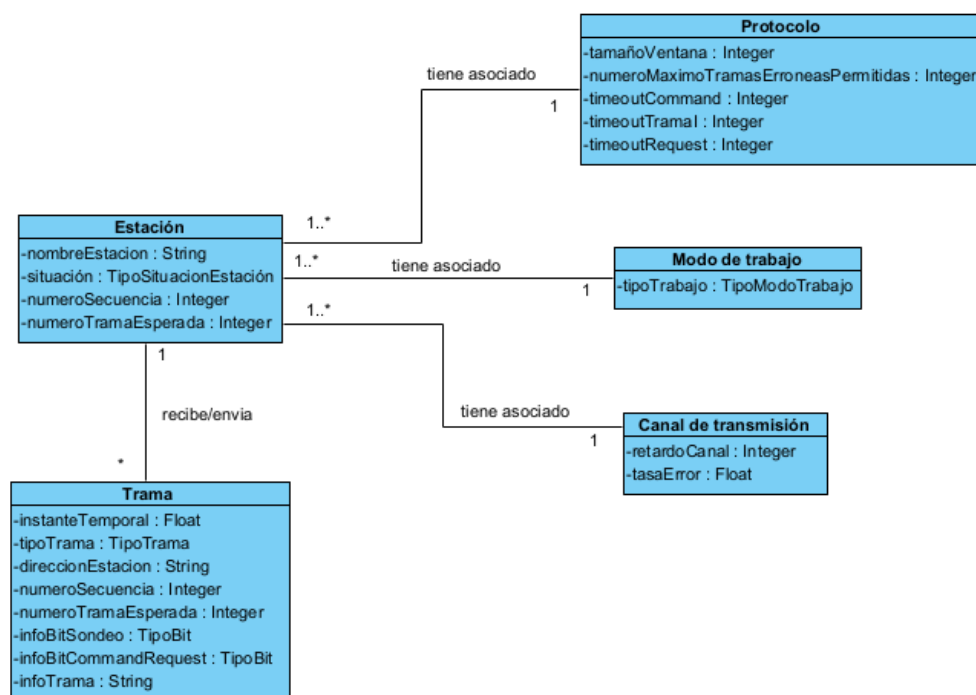 Protocolo
-tamañoVentana : Integer
-numeroMaximoTramasErroneasPermitidas : Integer
-timeoutCommand : Integer
-timeoutTramaI : Integer
-timeoutRequest : Integer
tiene asociado
1
1..*
Estación
-nombreEstacion : String
-situación : TipoSituacionEstación
-numeroSecuencia : Integer
-numeroTramaEsperada : Integer
1..*
tiene asociado
1
Modo de trabajo
-tipoTrabajo : TipoModoTrabajo
1..*
tiene asociado
1
Canal de transmisión
-retardoCanal : Integer
-tasaError : Float
1
recibe/envia
*
Trama
-instanteTemporal : Float
-tipoTrama : TipoTrama
-direccionEstacion : String
-numeroSecuencia : Integer
-numeroTramaEsperada : Integer
-infoBitSondeo : TipoBit
-infoBitCommandRequest : TipoBit
-infoTrama : String